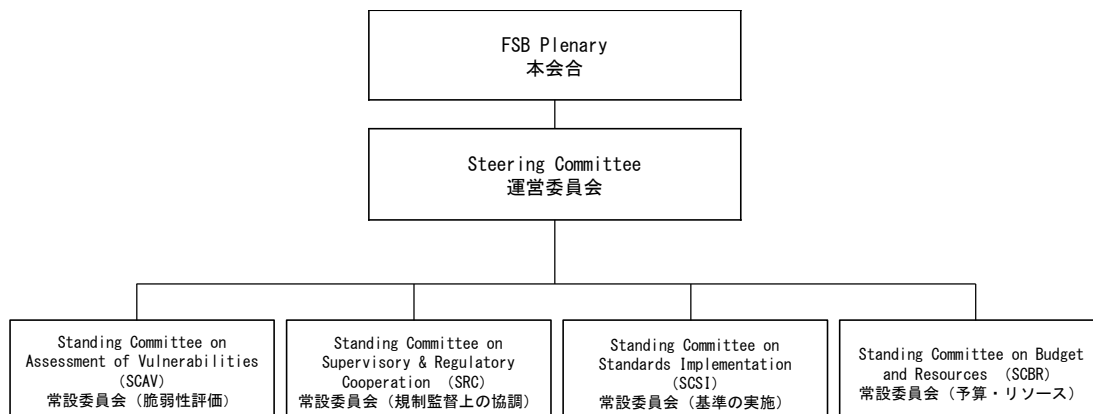 FSB Plenary
本会合
Steering Committee
運営委員会
Standing Committee on
Assessment of Vulnerabilities
(SCAV)
常設委員会（脆弱性評価）
Standing Committee on
Supervisory & Regulatory
Cooperation （SRC）
常設委員会（規制監督上の協調）
Standing Committee on
Standards Implementation
(SCSI)
常設委員会（基準の実施）
Standing Committee on Budget
and Resources (SCBR)
常設委員会（予算・リソース）